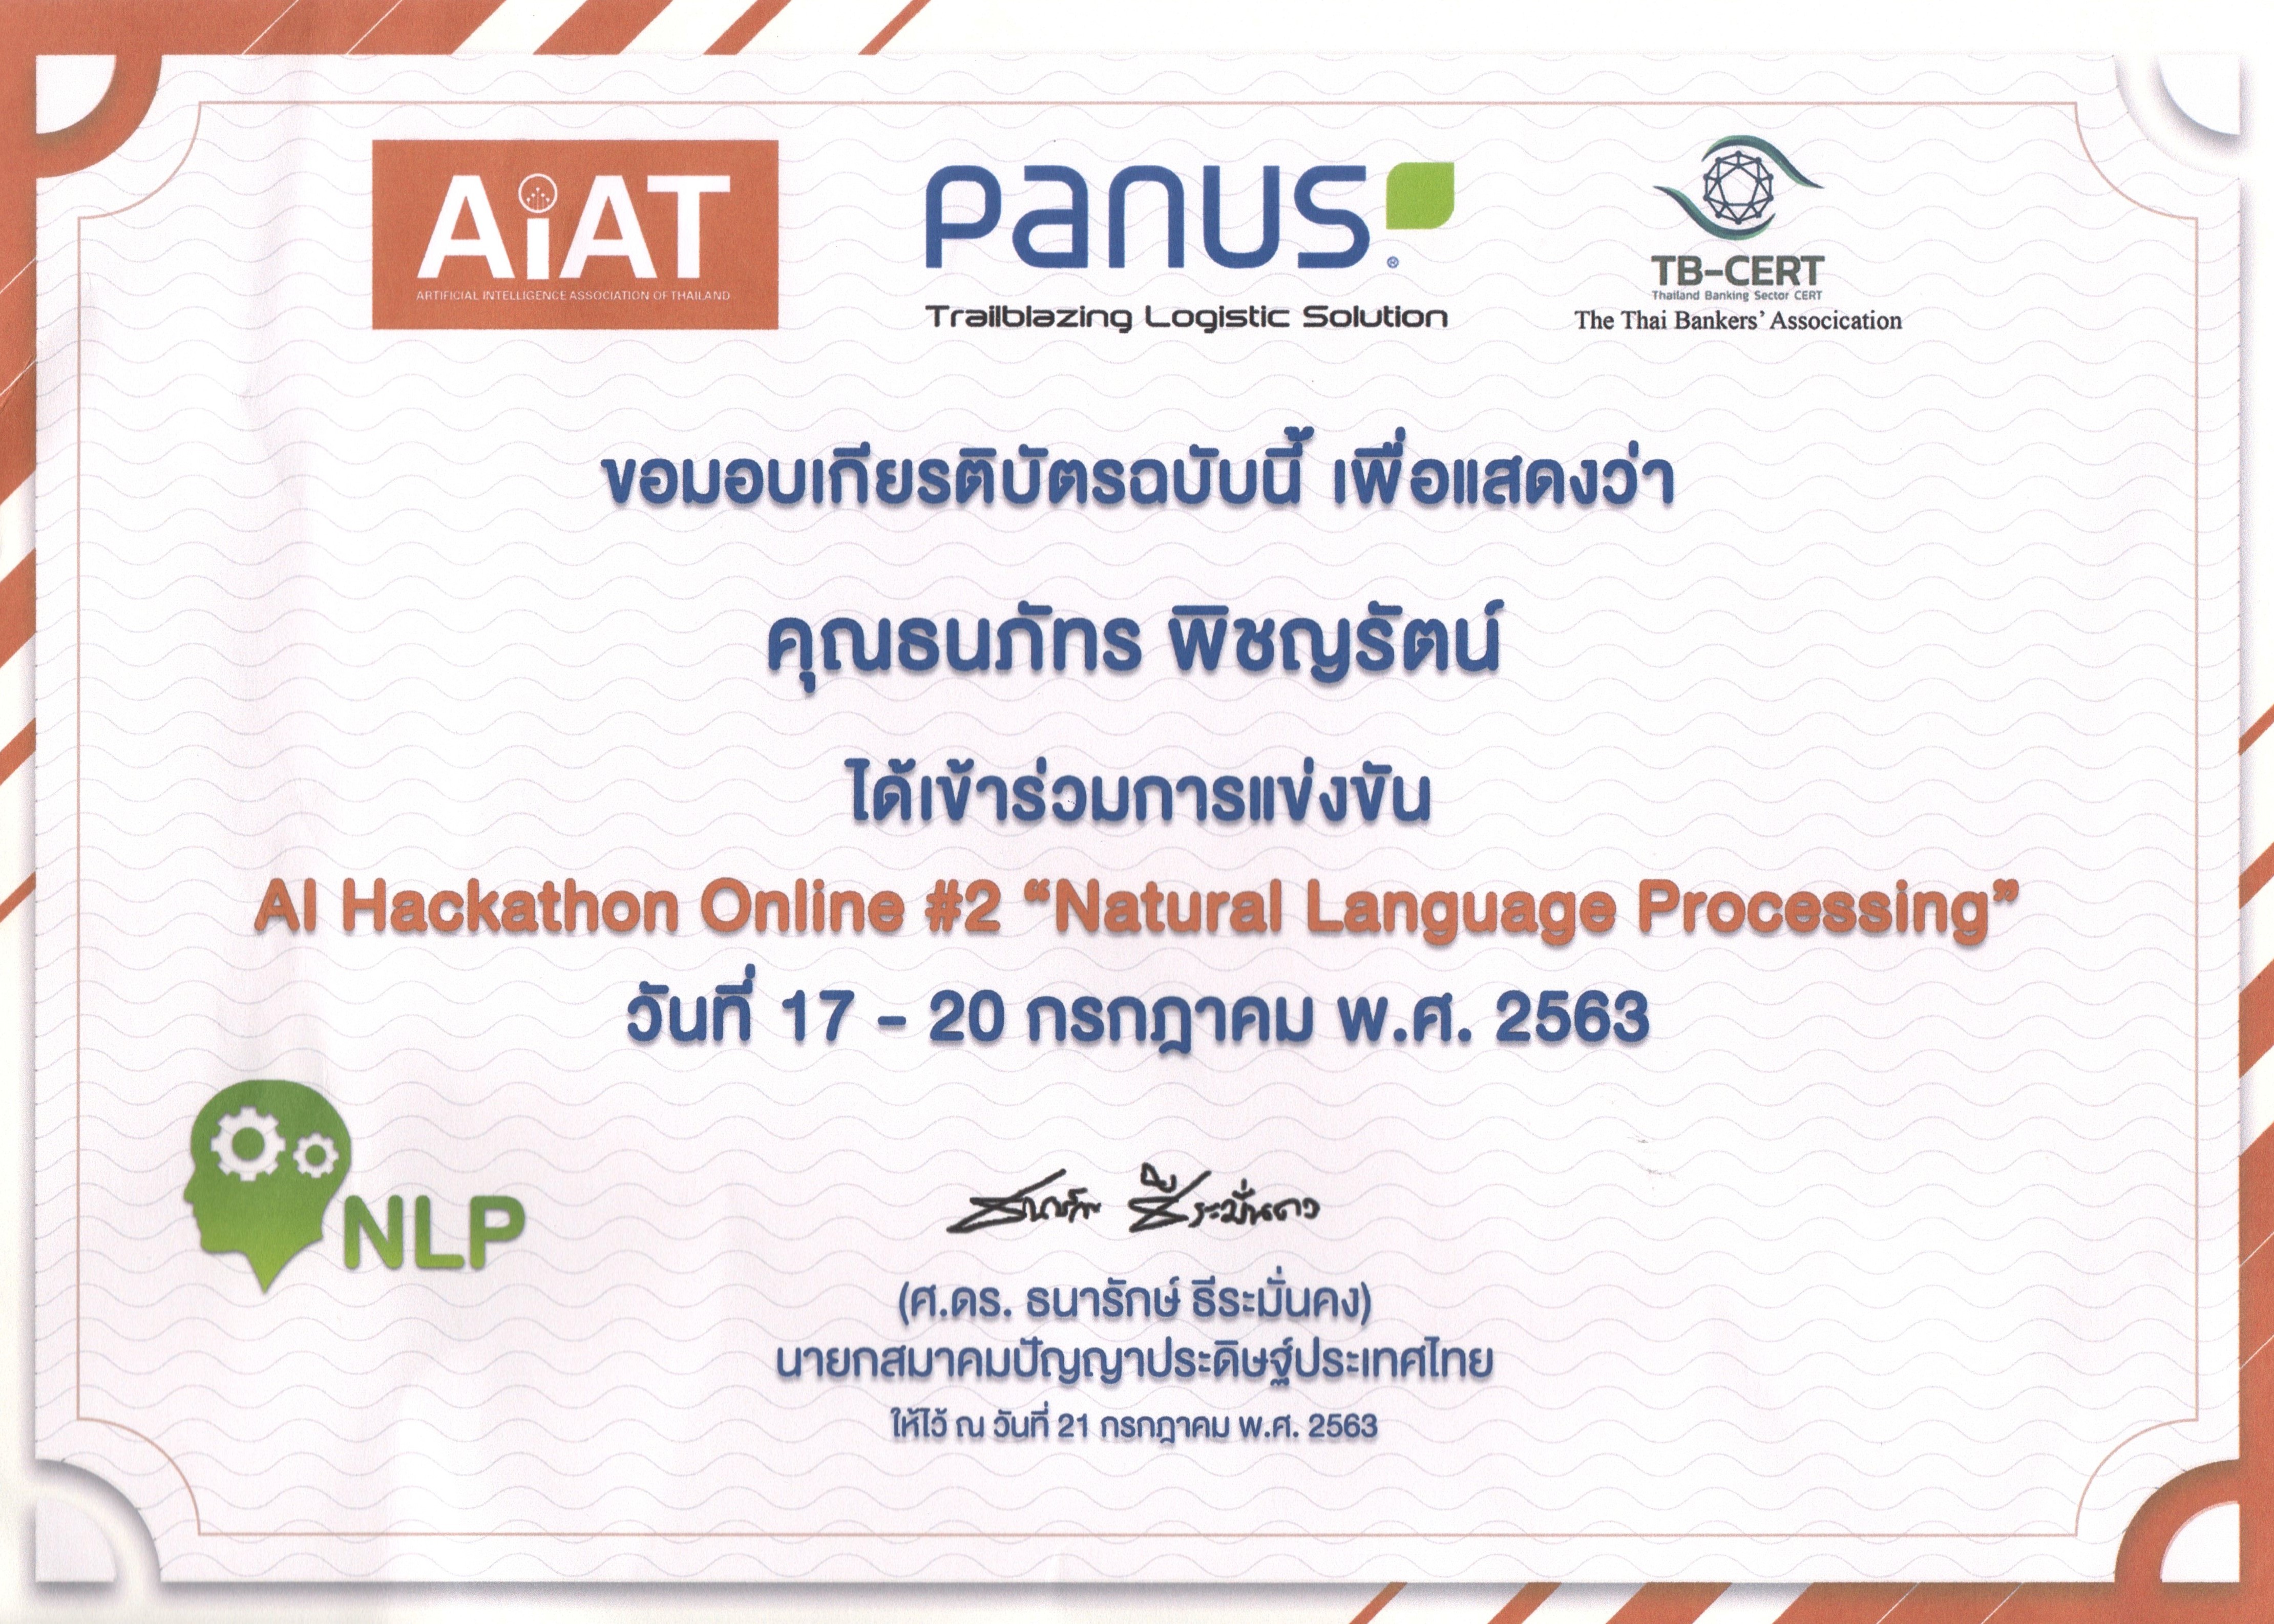 AiAT
ARTIFICIAL INTELLIGENCE ASSOCIATION OF THAILAND
Panus
®
Trailblazing Logistic Solution
TB-CERT
Thailand Banking Sector CERT
The Thai Bankers' Assocication
ขอมอบเกียรติบัตรฉบับนี้ เพื่อแสดงว่า
คุณธนภัทร พิชญรัตน์
ได้เข้าร่วมการแข่งขัน
AI Hackathon Online #2 “Natural Language Processing”
วันที่ 17 - 20 กรกฎาคม พ.ศ. 2563
NLP
ธนารักษ์ ธีระมั่นคง
(ศ.ดร. ธนารักษ์ ธีระมั่นคง)
นายกสมาคมปัญญาประดิษฐ์ประเทศไทย
ให้ไว้ ณ วันที่ 21 กรกฎาคม พ.ศ. 2563